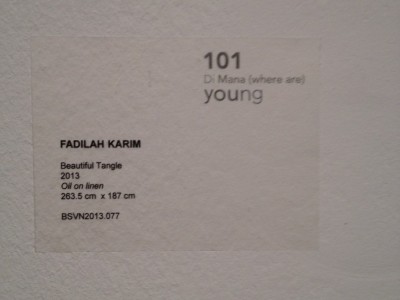 101
Di Mana (where are)
young
FADILAH KARIM
Beautiful Tangle
2013
Oil on linen
263.5 cm x 187 cm
BSVN2013.077